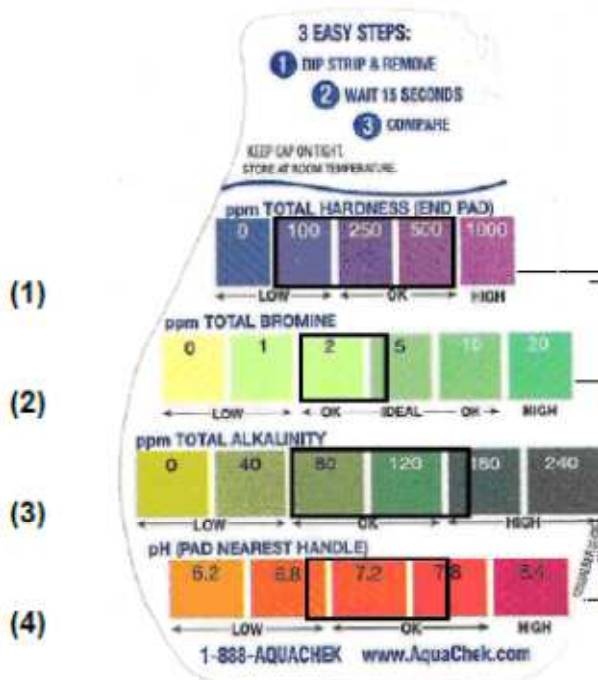 3 EASY STEPS:
1 DIP STRIP & REMOVE
2 WAIT 15 SECONDS
3 COMPARE
KEEP CAP ON TIGHT.
STORE AT ROOM TEMPERATURE.
ppm TOTAL HARDNESS (END PAD)
0 100 250 500 1000
(1)
LOW OK HIGH
ppm TOTAL BROMINE
0 1 2 5 10 20
(2)
LOW OK IDEAL OK HIGH
ppm TOTAL ALKALINITY
0 40 80 120 180 240
(3)
LOW OK HIGH
pH (PAD NEAREST HANDLE)
6.2 6.8 7.2 7.8 8.4
(4)
LOW OK HIGH
1-888-AQUACHEK www.AquaChek.com